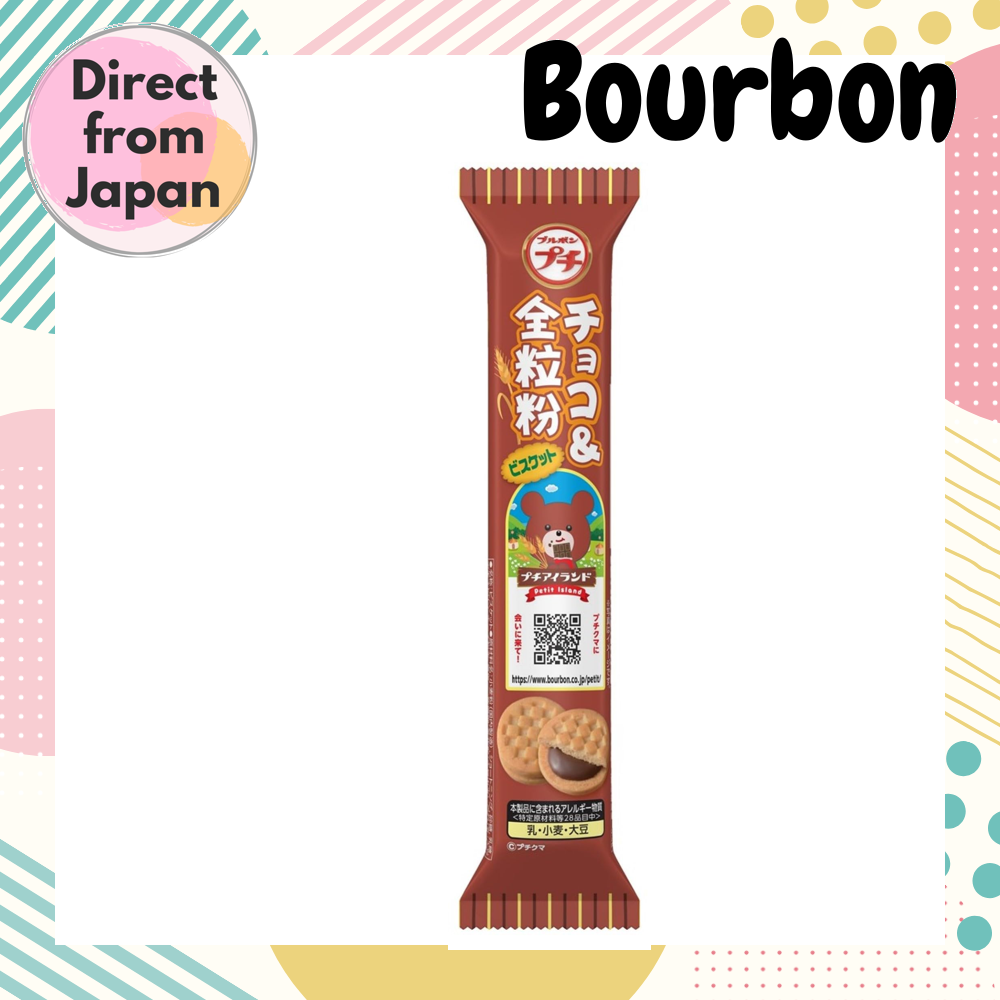 Direct
from
Japan
Bourbon
ブルボン
プチ
チョコ&
全粒粉
ビスケット
プチアイランド
Petit Island
プチクマに
会いに来て!
https://www.bourbon.co.jp/petit/
本製品に含まれるアレルギー物質
<特定原材料等28品目中>
乳・小麦・大豆
©プチクマ